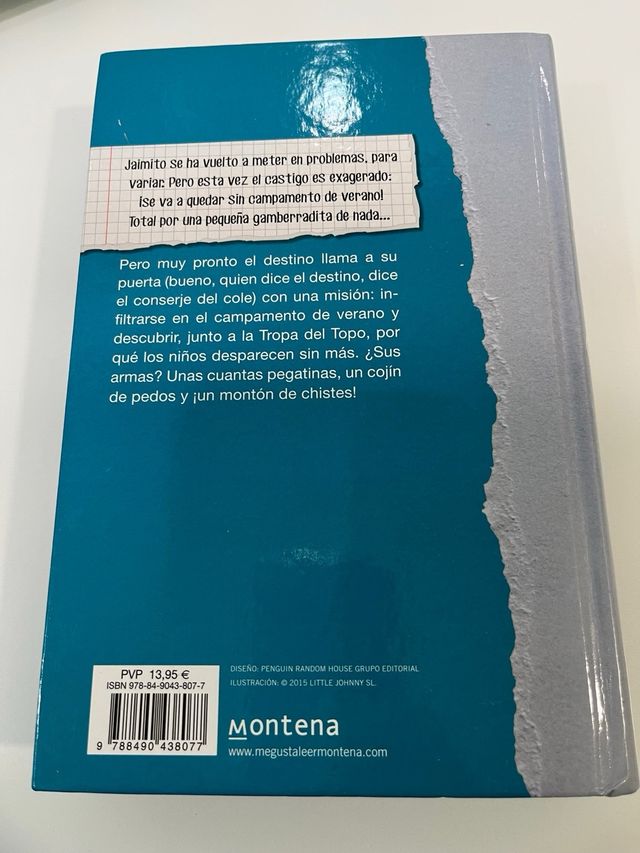 Jaimito se ha vuelto a meter en problemas, para
variar. Pero esta vez el castigo es exagerado:
¡se va a quedar sin campamento de verano!
Total por una pequeña gamberradita de nada...
Pero muy pronto el destino llama a su
puerta (bueno, quien dice el destino, dice
el conserje del cole) con una misión: in-
filtrarse en el campamento de verano y
descubrir, junto a la Tropa del Topo, por
qué los niños desparecen sin más. ¿Sus
armas? Unas cuantas pegatinas, un cojín
de pedos y ¡un montón de chistes!
PVP 13,95 €
ISBN 978-84-9043-807-7
9 788490 438077
DISEÑO: PENGUIN RANDOM HOUSE GRUPO EDITORIAL
ILUSTRACIÓN: © 2015 LITTLE JOHNNY SL.
Montena
www.megustaleermontena.com